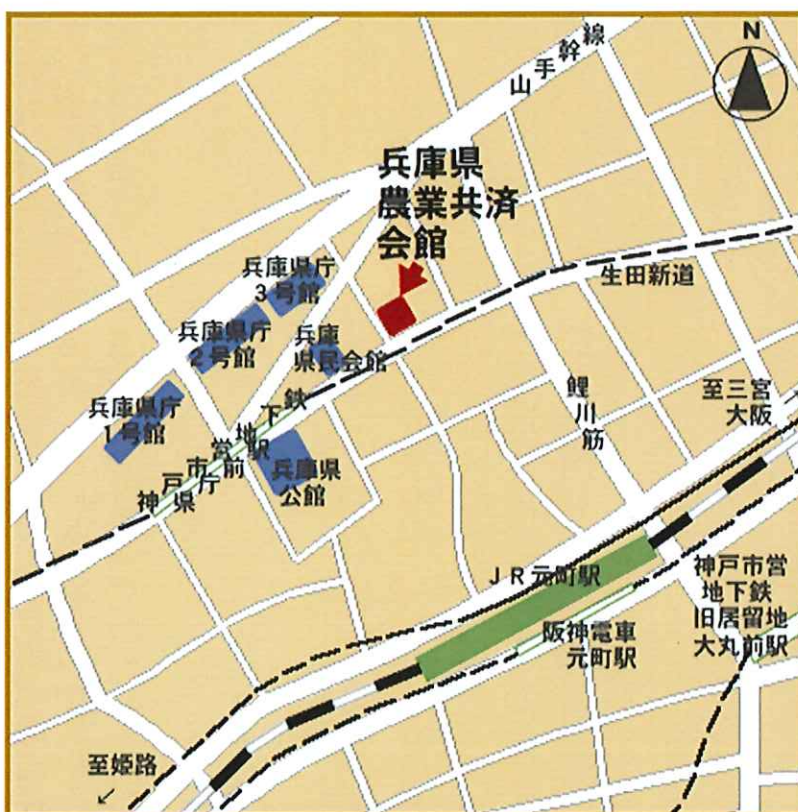 N
山手幹線
兵庫県
農業共済
会館
兵庫県庁
3号館
生田新道
兵庫県庁
2号館
兵庫
県民会館
兵庫県庁
1号館
至三宮
大阪
鯉川筋
神戸市営地下鉄
県庁前駅
兵庫県
公館
JR元町駅
阪神電車
元町駅
神戸市営
地下鉄
旧居留地
大丸前駅
至姫路